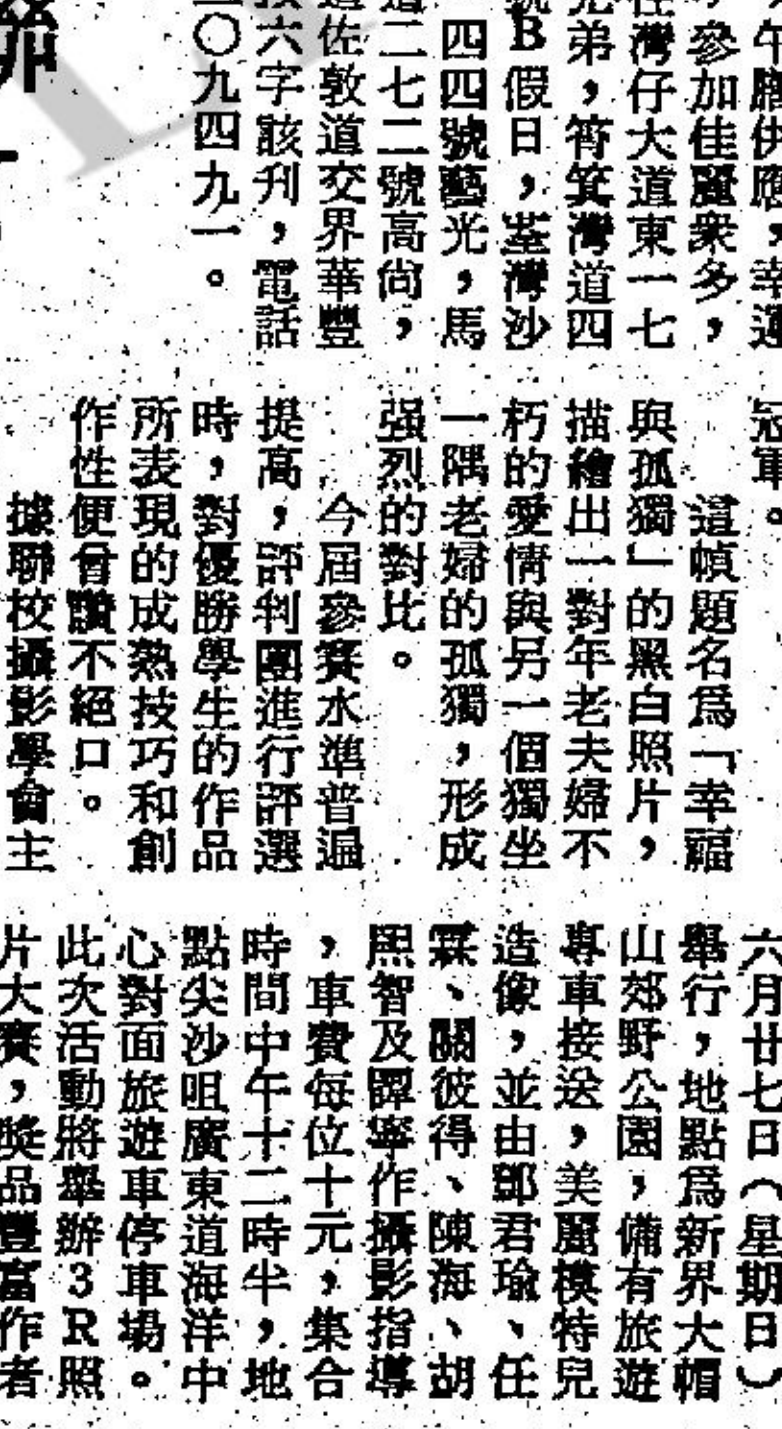 午膳供應,幸運
,參加佳麗衆多,
灣仔大道東一七
兄弟,筲箕灣道四
號B假日,荃灣沙
四四號藝光,馬
道二七二號高尚,
佐敦道交界華豐
六字該刋,電話
〇九四九一。
聯
冠軍。
這幀題名爲「幸福
與孤獨」的黑白照片,
描繪出一對年老夫婦不
朽的愛情與另一個獨坐
一隅老婦的孤獨,形成
强烈的對比。
今届參賽水準普遍
提高,評判團進行評選
時,對優勝學生的作品
所表現的成熟技巧和創
作性便會讚不絕口。
據聯校攝影學會主
六月廿七日(星期日)
舉行,地點爲新界大帽
山郊野公園,備有旅遊
專車接送,美麗模特兒
造像,並由鄧君瑜、任
霖、關彼得、陳海、胡
熙智及譚寧作攝影指導
,車費每位十元,集合
時間中午十二時半,地
點尖沙咀廣東道海洋中
心對面旅遊車停車場。
此次活動將舉辦3R照
片大賽,獎品豐富作者